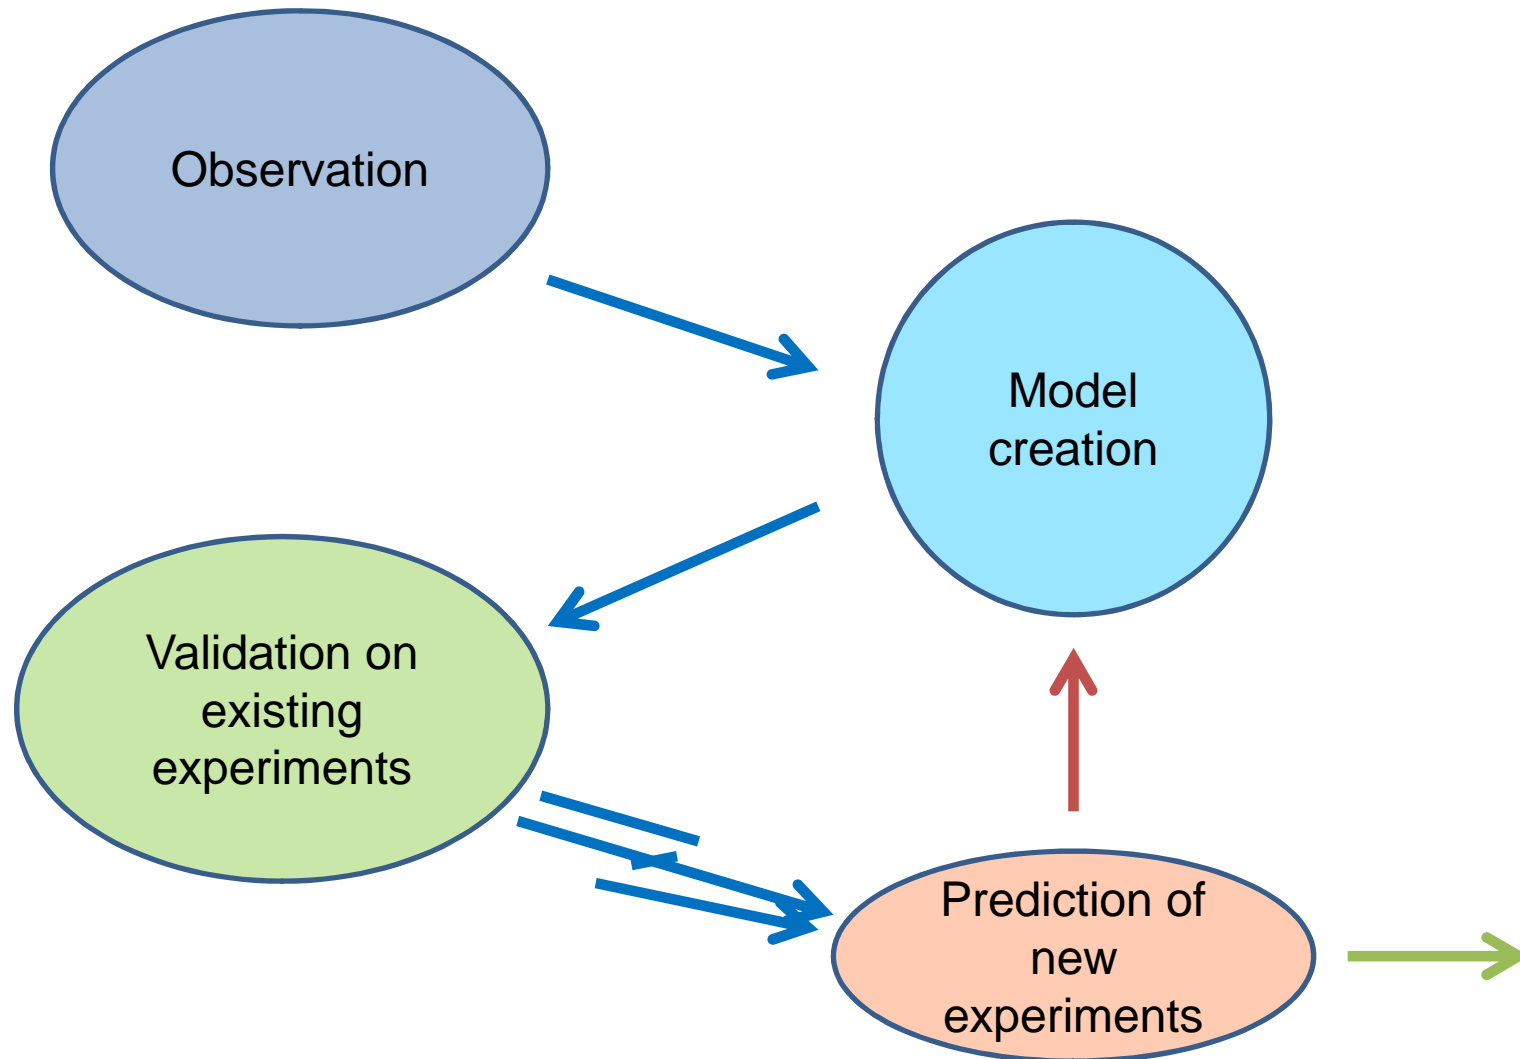 Observation
Model
creation
Validation on
existing
experiments
Prediction of
new
experiments